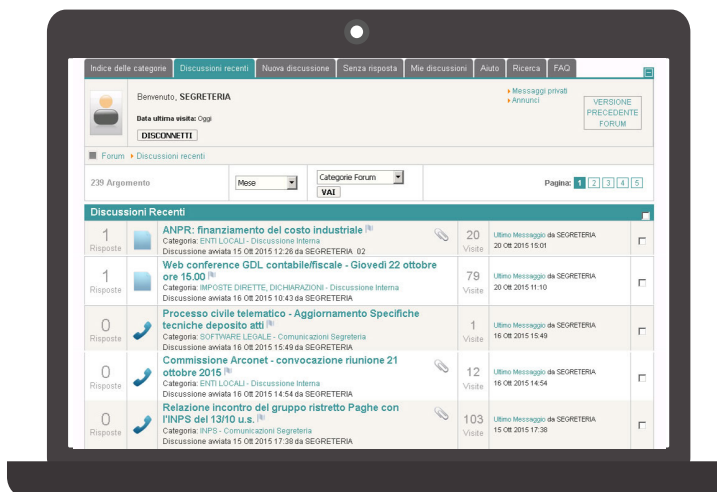 Indice delle categorie Discussioni recenti Nuova discussione Senza risposta Mie discussioni Aiuto Ricerca FAQ
Benvenuto, SEGRETERIA
Data ultima visita: Oggi
DISCONNETTI
Messaggi privati
Annunci
VERSIONE
PRECEDENTE
FORUM
Forum Discussioni recenti
239 Argomento
Mese
Categorie Forum
VAI
Pagina: 1 2 3 4 5
Discussioni Recenti
1
Risposte
ANPR: finanziamento del costo industriale
Categoria: ENTI LOCALI - Discussione Interna
Discussione avviata 15 Ott 2015 12:26 da SEGRETERIA 02
20
Visite
Ultimo Messaggio da SEGRETERIA
20 Ott 2015 15:01
1
Risposte
Web conference GDL contabile/fiscale - Giovedì 22 ottobre
ore 15.00
Categoria: IMPOSTE DIRETTE, DICHIARAZIONI - Discussione Interna
Discussione avviata 16 Ott 2015 10:43 da SEGRETERIA
79
Visite
Ultimo Messaggio da SEGRETERIA
20 Ott 2015 11:10
0
Risposte
Processo civile telematico - Aggiornamento Specifiche
tecniche deposito atti
Categoria: SOFTWARE LEGALE - Comunicazioni Segreteria
Discussione avviata 16 Ott 2015 15:49 da SEGRETERIA
1
Visite
Ultimo Messaggio da SEGRETERIA
16 Ott 2015 15:49
0
Risposte
Commissione Arconet - convocazione riunione 21
ottobre 2015
Categoria: ENTI LOCALI - Discussione Interna
Discussione avviata 16 Ott 2015 14:54 da SEGRETERIA
12
Visite
Ultimo Messaggio da SEGRETERIA
16 Ott 2015 14:54
0
Risposte
Relazione incontro del gruppo ristretto Paghe con
l'INPS del 13/10 u.s.
Categoria: INPS - Comunicazioni Segreteria
Discussione avviata 15 Ott 2015 17:38 da SEGRETERIA
103
Visite
Ultimo Messaggio da SEGRETERIA
15 Ott 2015 17:38